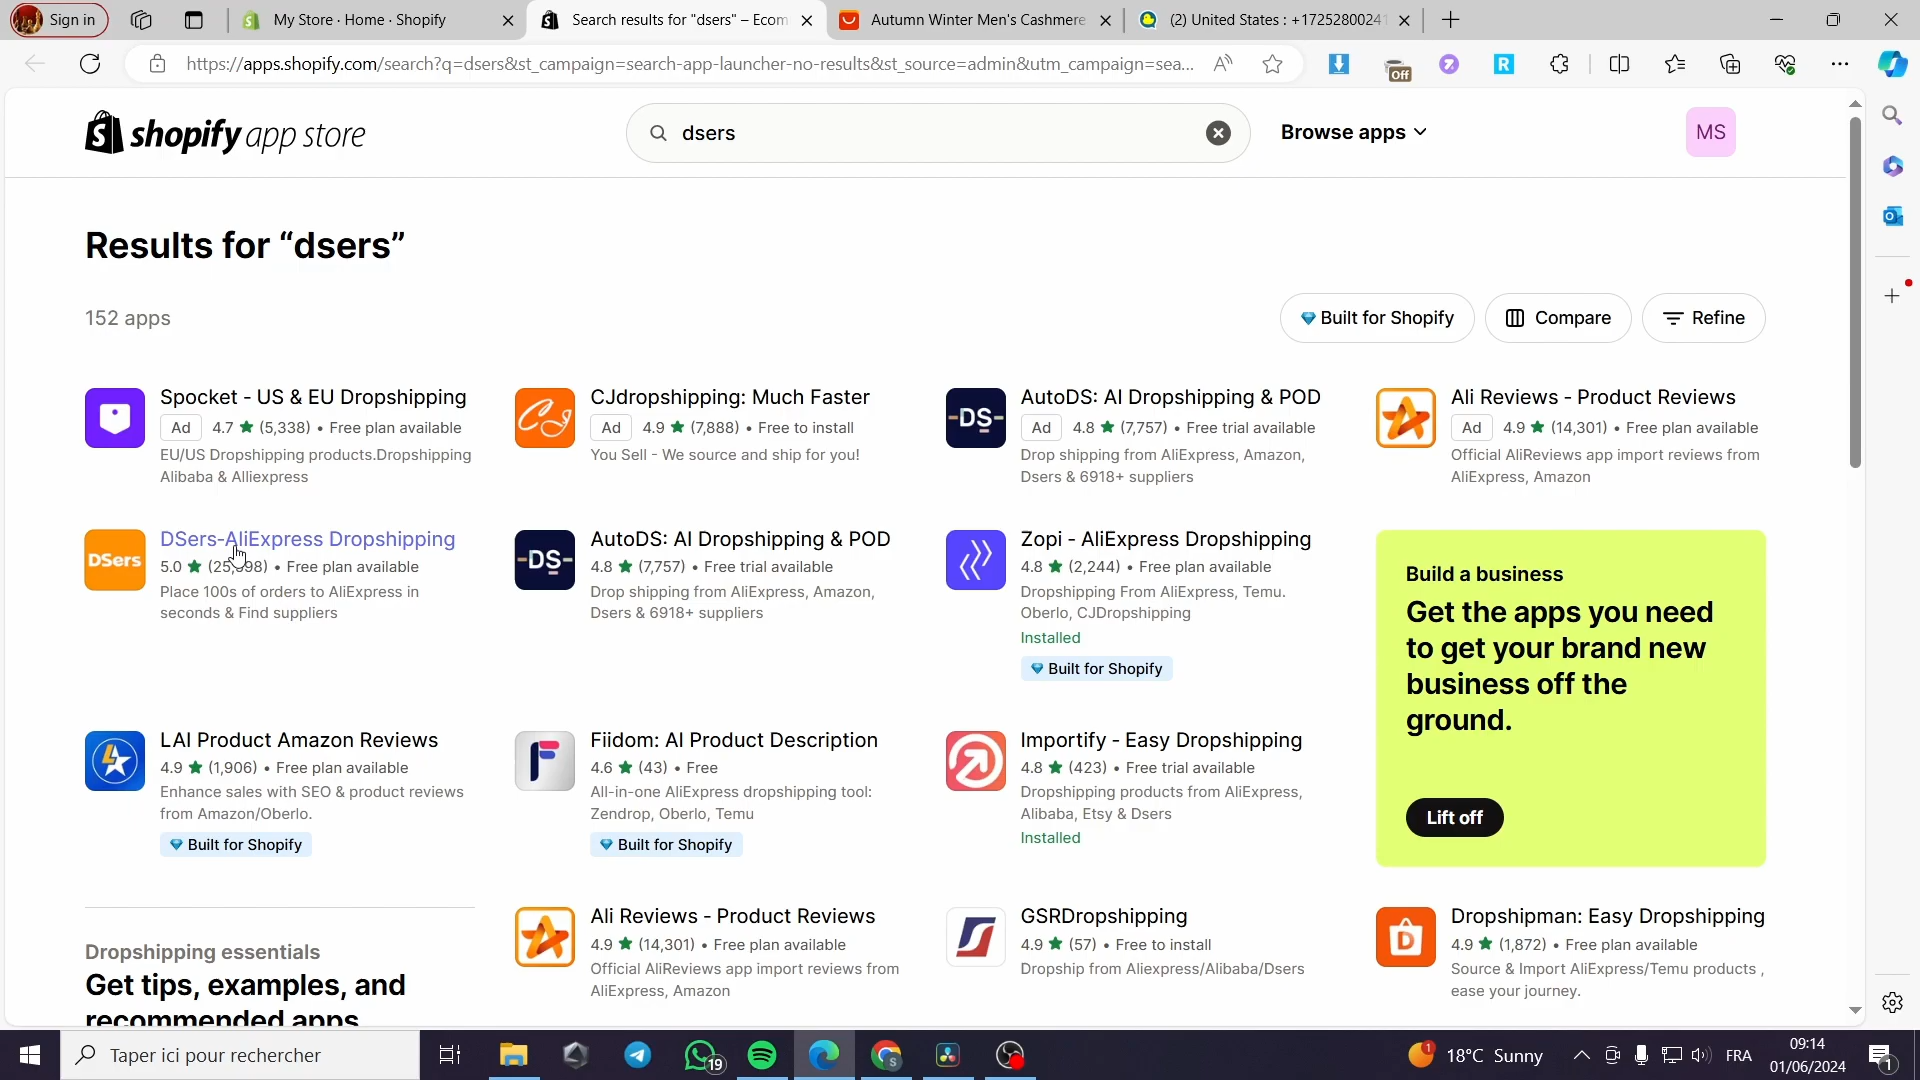 Sign in
My Store · Home · Shopify
Search results for "dsers" – Ecom
Autumn Winter Men's Cashmere
(2) United States : +17252800241
https://apps.shopify.com/search?q=dsers&st_campaign=search-app-launcher-no-results&st_source=admin&utm_campaign=sea...
Off
shopify app store
dsers
Browse apps
MS
Results for “dsers”
152 apps
Built for Shopify
Compare
Refine
Spocket - US & EU Dropshipping
Ad 4.7 (5,338) • Free plan available
EU/US Dropshipping products.Dropshipping
Alibaba & Alliexpress
CJdropshipping: Much Faster
Ad 4.9 (7,888) • Free to install
You Sell - We source and ship for you!
-DS-
AutoDS: AI Dropshipping & POD
Ad 4.8 (7,757) • Free trial available
Drop shipping from AliExpress, Amazon,
Dsers & 6918+ suppliers
Ali Reviews - Product Reviews
Ad 4.9 (14,301) • Free plan available
Official AliReviews app import reviews from
AliExpress, Amazon
DSers
DSers-AliExpress Dropshipping
5.0 • Free plan available
Place 100s of orders to AliExpress in
seconds & Find suppliers
-DS-
AutoDS: AI Dropshipping & POD
4.8 (7,757) • Free trial available
Drop shipping from AliExpress, Amazon,
Dsers & 6918+ suppliers
Zopi - AliExpress Dropshipping
4.8 (2,244) • Free plan available
Dropshipping From AliExpress, Temu.
Oberlo, CJDropshipping
Installed
Built for Shopify
Build a business
Get the apps you need
to get your brand new
business off the
ground.
Lift off
LAI Product Amazon Reviews
4.9 (1,906) • Free plan available
Enhance sales with SEO & product reviews
from Amazon/Oberlo.
Built for Shopify
Fiidom: AI Product Description
4.6 (43) • Free
All-in-one AliExpress dropshipping tool:
Zendrop, Oberlo, Temu
Built for Shopify
Importify - Easy Dropshipping
4.8 (423) • Free trial available
Dropshipping products from AliExpress,
Alibaba, Etsy & Dsers
Installed
Dropshipping essentials
Get tips, examples, and
recommended apps
Ali Reviews - Product Reviews
4.9 (14,301) • Free plan available
Official AliReviews app import reviews from
AliExpress, Amazon
GSRDropshipping
4.9 (57) • Free to install
Dropship from Aliexpress/Alibaba/Dsers
Dropshipman: Easy Dropshipping
4.9 (1,872) • Free plan available
Source & Import AliExpress/Temu products ,
ease your journey.
Taper ici pour rechercher
19
1
18°C Sunny
FRA
09:14
01/06/2024
1